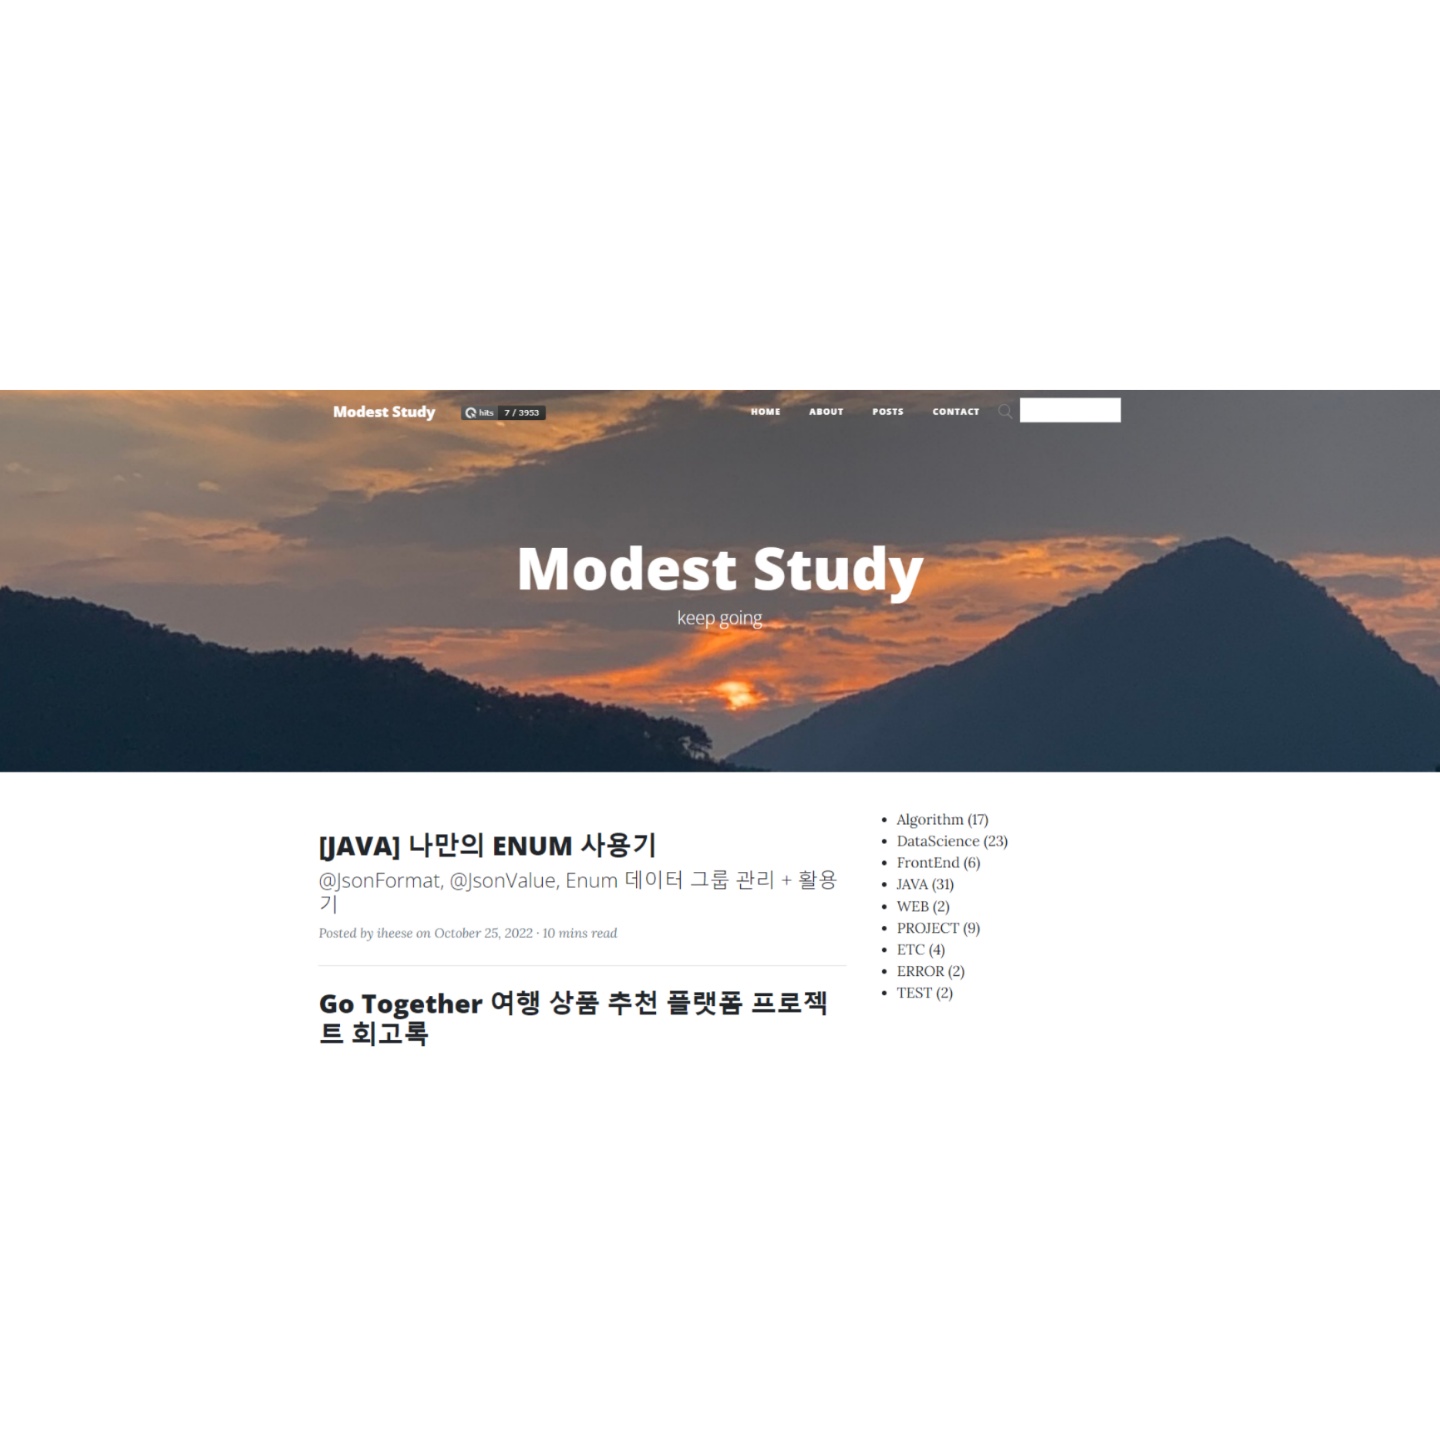 Modest Study
hits 7 / 3953
HOME ABOUT POSTS CONTACT
Modest Study
keep going
[JAVA] 나만의 ENUM 사용기
@JsonFormat, @JsonValue, Enum 데이터 그룹 관리 + 활용
기
Posted by iheese on October 25, 2022 · 10 mins read
Go Together 여행 상품 추천 플랫폼 프로젝
트 회고록
Algorithm (17)
DataScience (23)
FrontEnd (6)
JAVA (31)
WEB (2)
PROJECT (9)
ETC (4)
ERROR (2)
TEST (2)